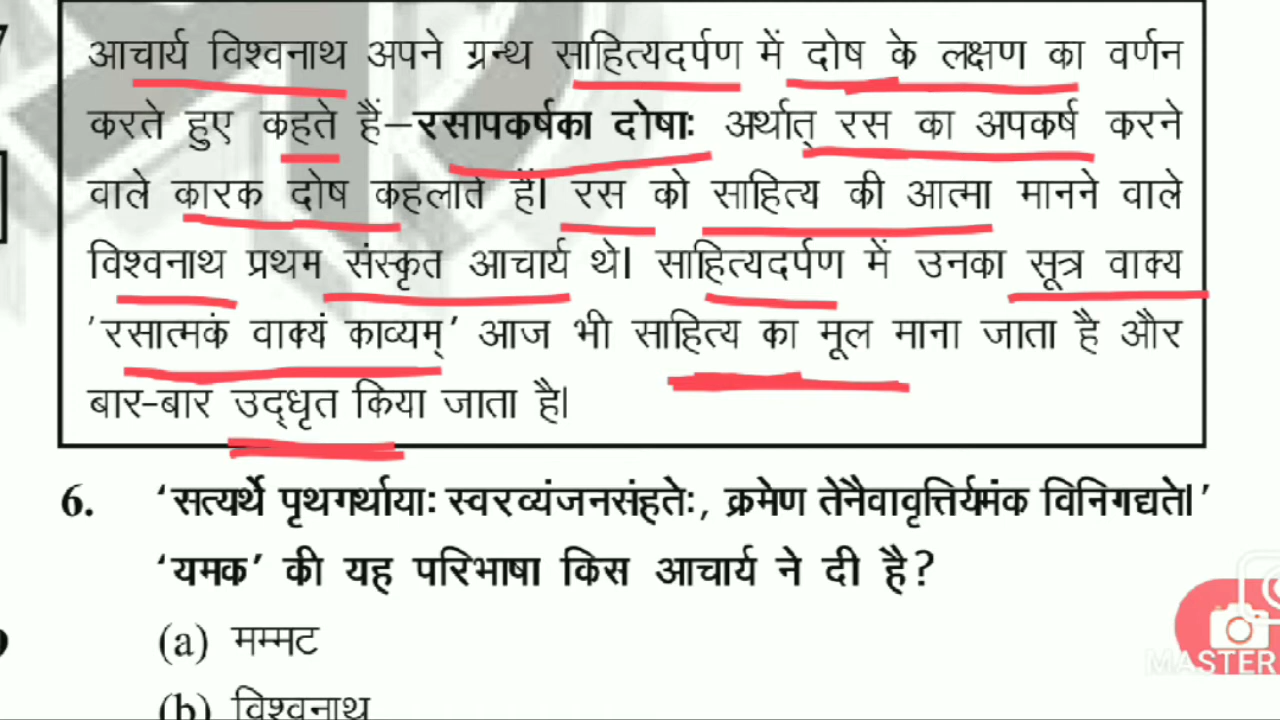 आचार्य विश्वनाथ अपने ग्रन्थ साहित्यदर्पण में दोष के लक्षण का वर्णन
करते हुए कहते हैं–रसापकर्षका दोषाः अर्थात् रस का अपकर्ष करने
वाले कारक दोष कहलाते हैं। रस को साहित्य की आत्मा मानने वाले
विश्वनाथ प्रथम संस्कृत आचार्य थे। साहित्यदर्पण में उनका सूत्र वाक्य
'रसात्मकं वाक्यं काव्यम्' आज भी साहित्य का मूल माना जाता है और
बार-बार उद्धृत किया जाता है।
6. 'सत्यर्थे पृथगर्थायाः स्वरव्यंजनसंहतेः, क्रमेण तेनैवावृत्तिर्यमंक विनिगद्यते।'
'यमक' की यह परिभाषा किस आचार्य ने दी है?
(a) मम्मट
(b) विश्वनाथ
MASTER